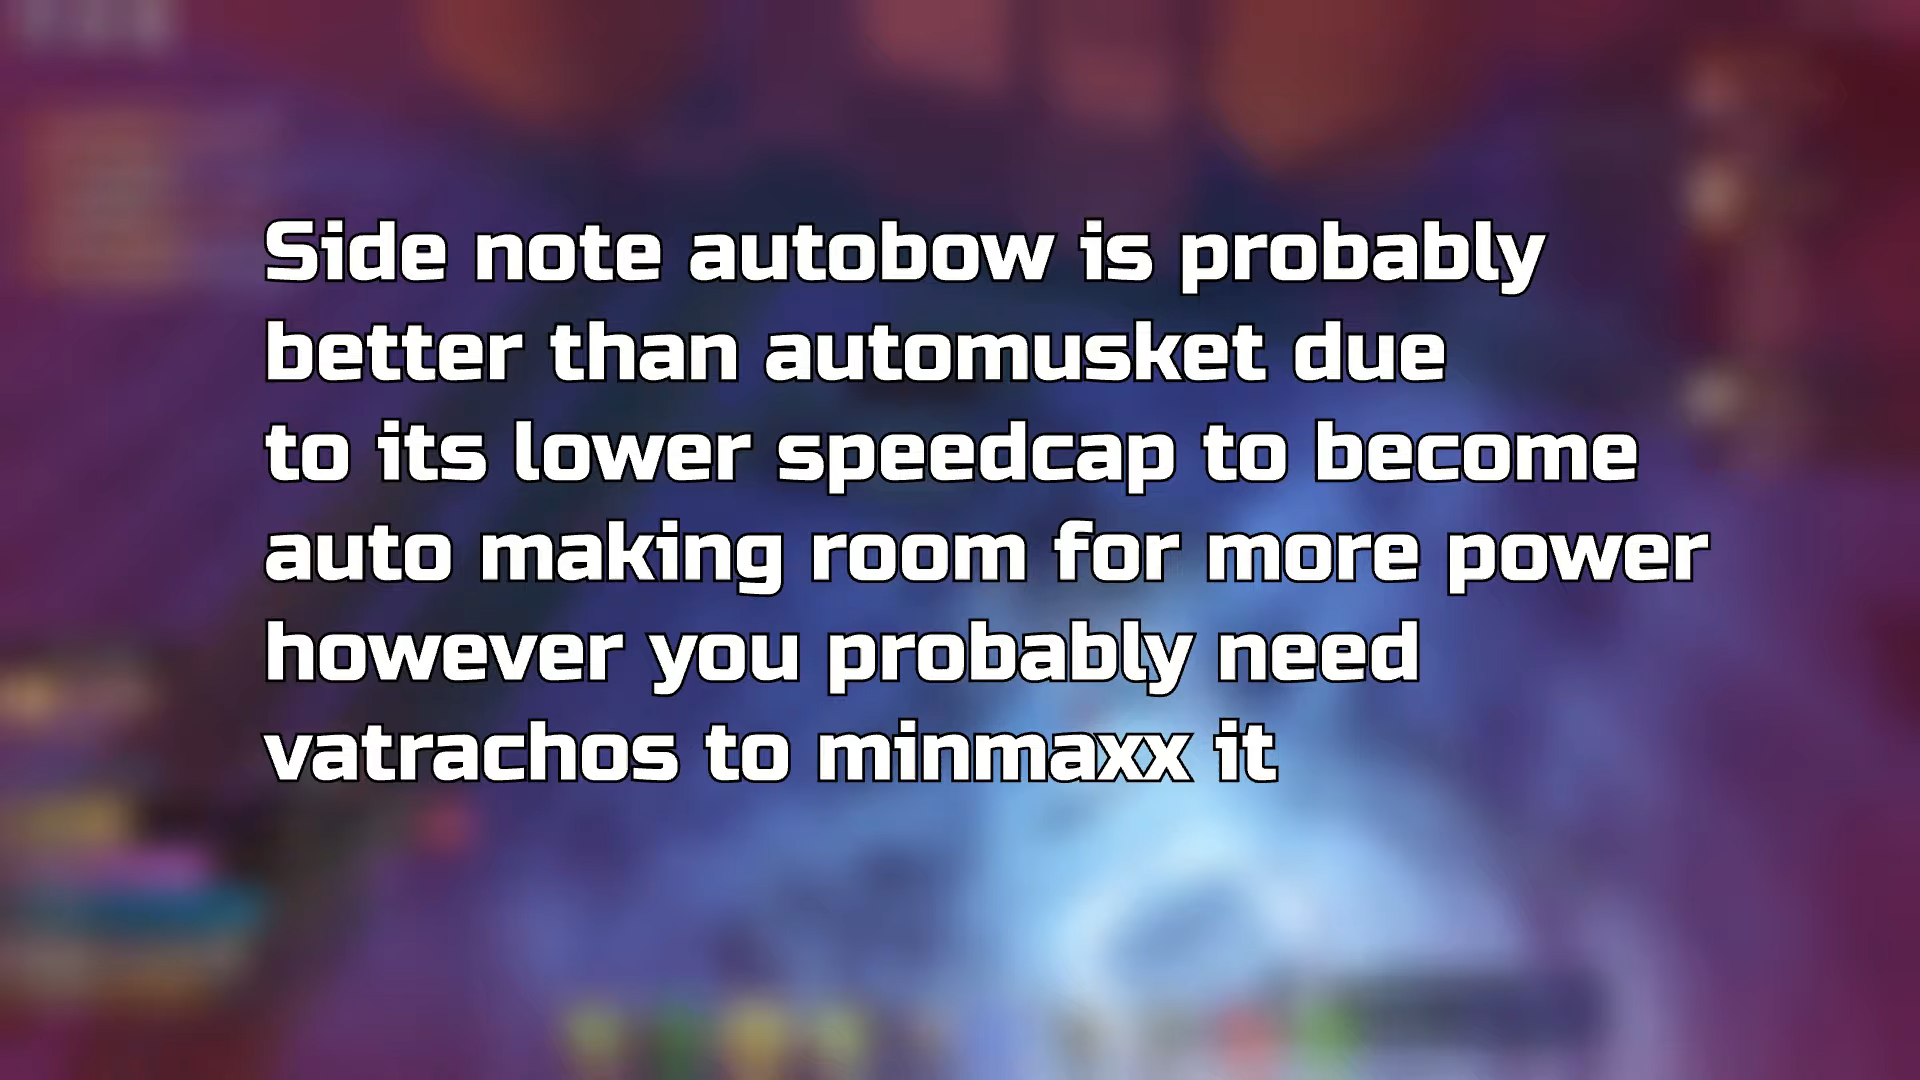 Side note autobow is probably
better than automusket due
to its lower speedcap to become
auto making room for more power
however you probably need
vatrachos to minmaxx it